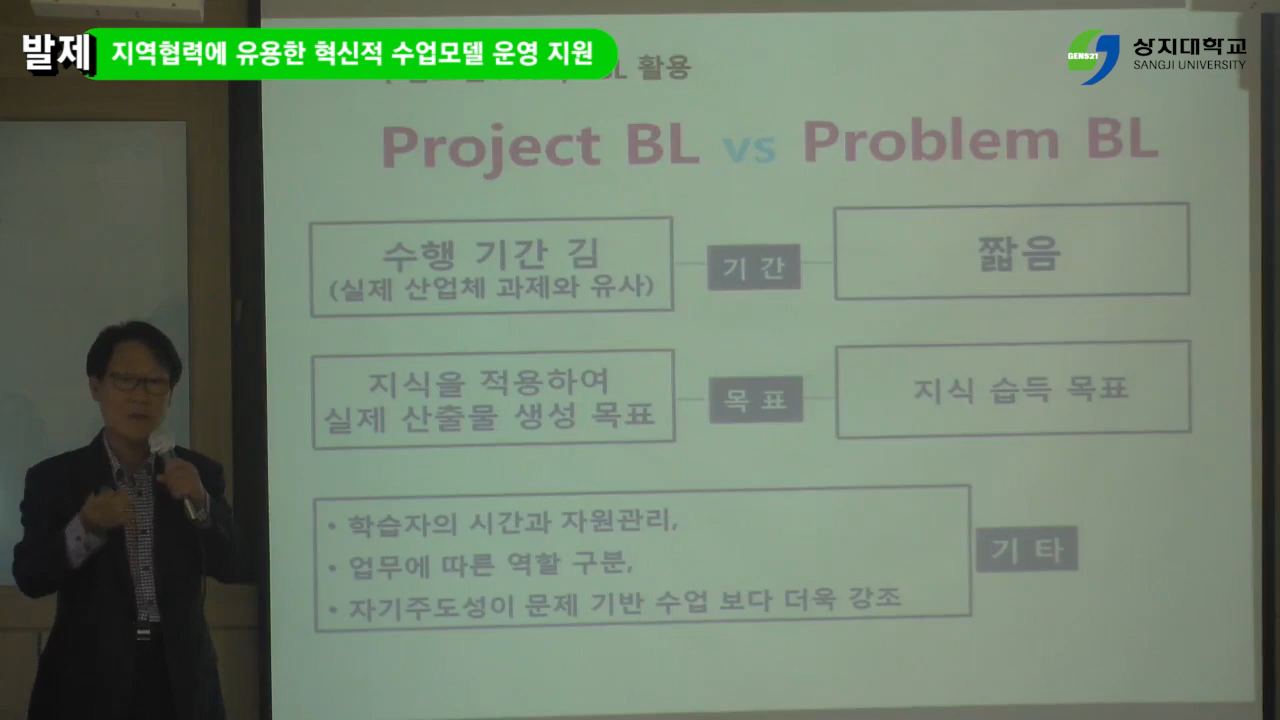 발제
지역협력에 유용한 혁신적 수업모델 운영 지원
GENS21
상지대학교
SANGJI UNIVERSITY
BL 활용
Project BL vs Problem BL
수행 기간 김
(실제 산업체 과제와 유사)
기 간
짧음
지식을 적용하여
실제 산출물 생성 목표
목 표
지식 습득 목표
• 학습자의 시간과 자원관리,
• 업무에 따른 역할 구분,
• 자기주도성이 문제 기반 수업 보다 더욱 강조
기 타